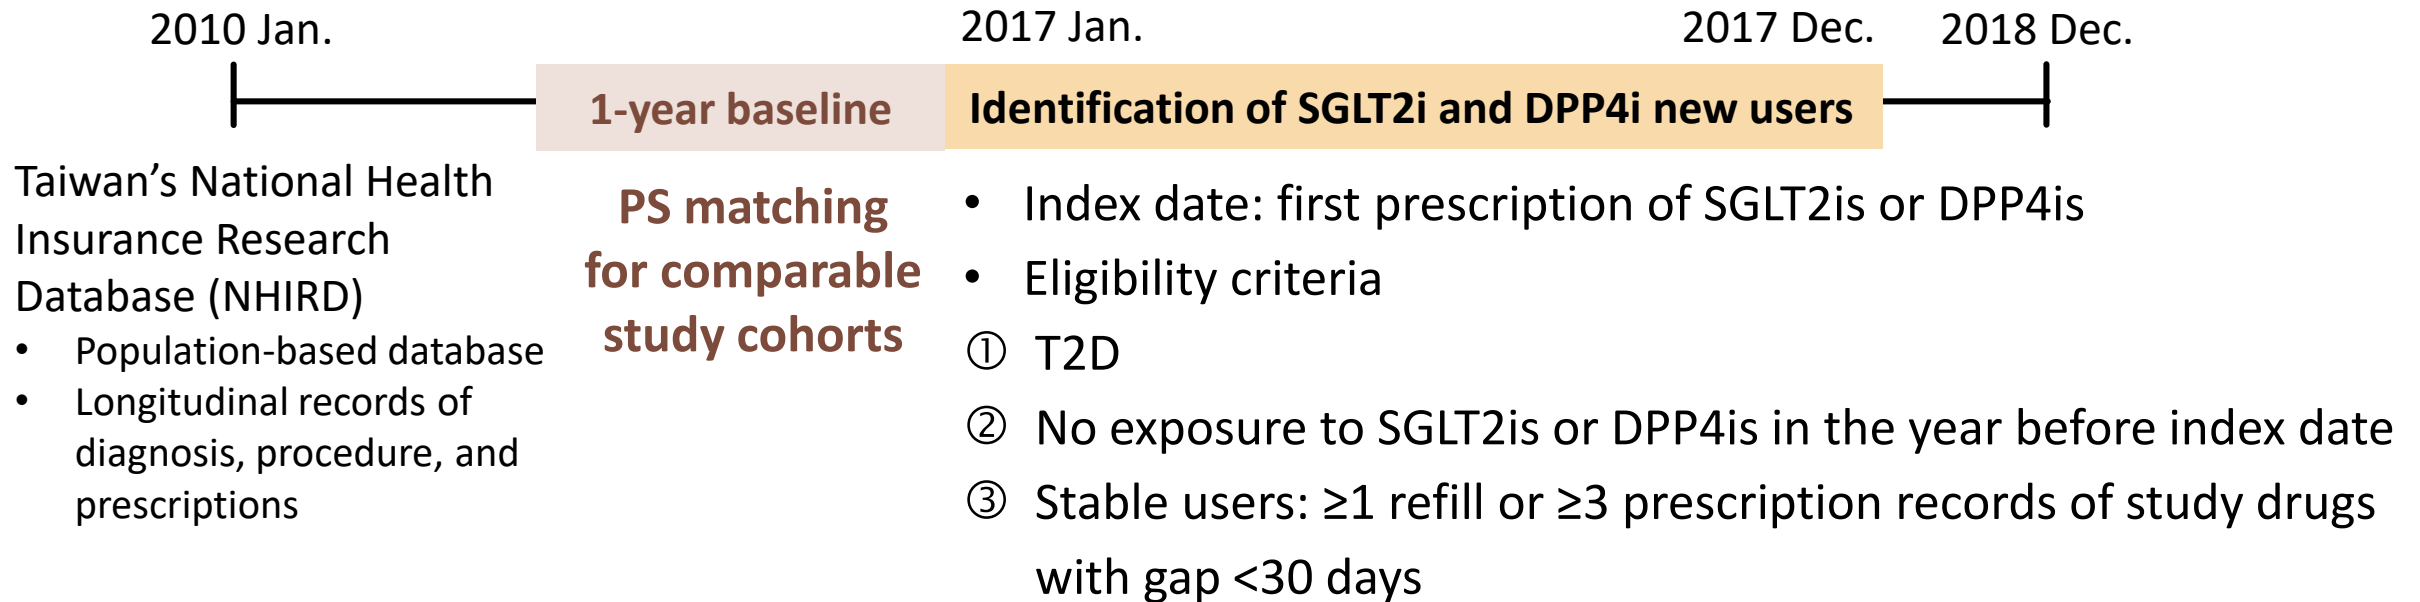 2010 Jan.
2017 Jan.
2017 Dec.
2018 Dec.
1-year baseline
Identification of SGLT2i and DPP4i new users
Taiwan’s National Health
Insurance Research
Database (NHIRD)
• Population-based database
• Longitudinal records of
diagnosis, procedure, and
prescriptions
PS matching
for comparable
study cohorts
• Index date: first prescription of SGLT2is or DPP4is
• Eligibility criteria
① T2D
② No exposure to SGLT2is or DPP4is in the year before index date
③ Stable users: ≥1 refill or ≥3 prescription records of study drugs
with gap <30 days